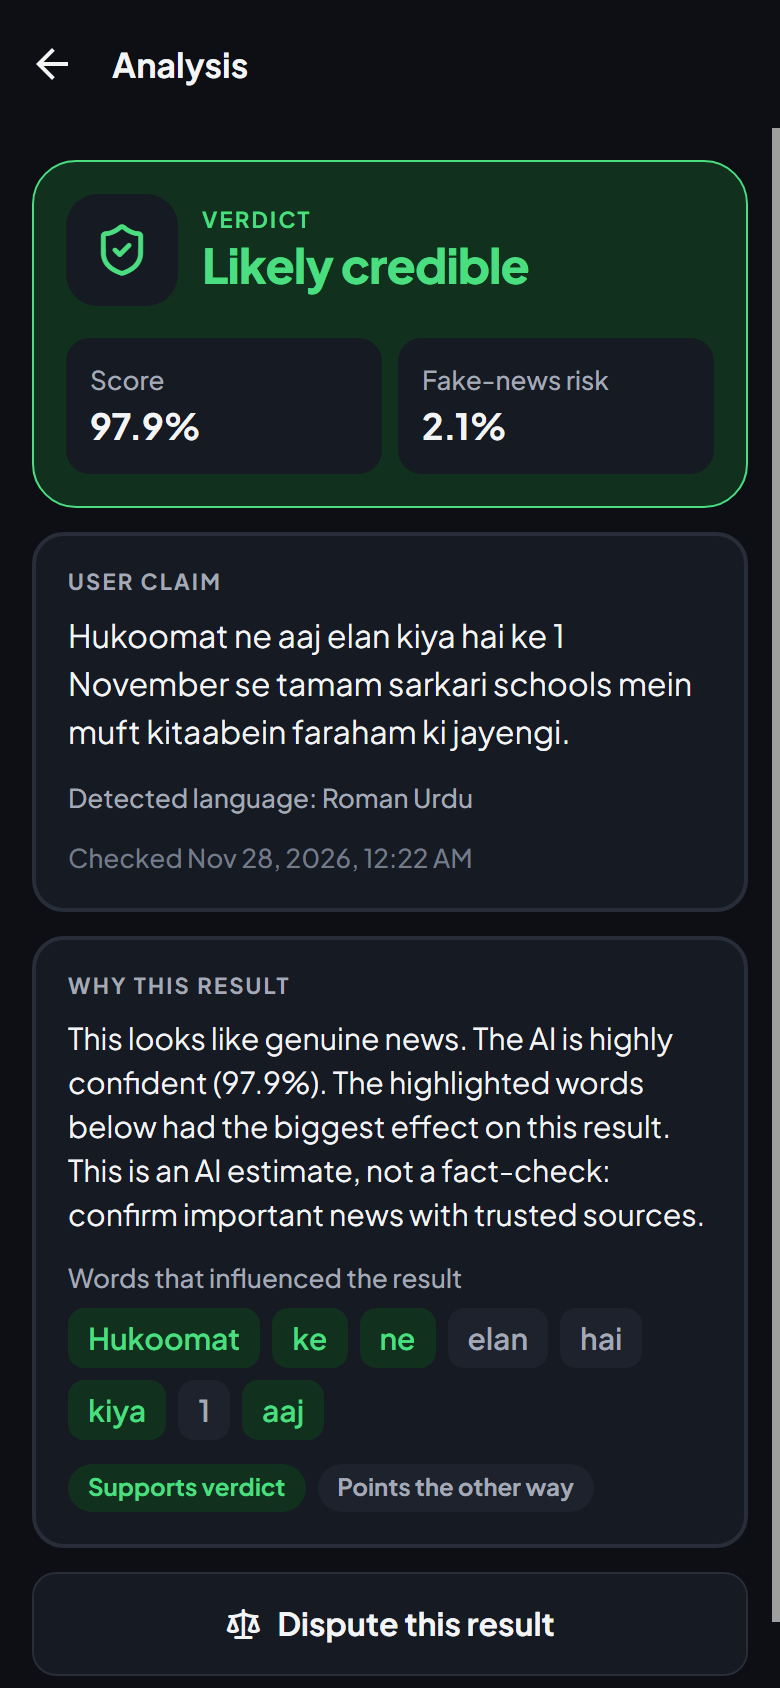 Analysis
VERDICT
Likely credible
Score
97.9%
Fake-news risk
2.1%
USER CLAIM
Hukoomat ne aaj elan kiya hai ke 1
November se tamam sarkari schools mein
muft kitaabein faraham ki jayengi.
Detected language: Roman Urdu
Checked Nov 28, 2026, 12:22 AM
WHY THIS RESULT
This looks like genuine news. The AI is highly
confident (97.9%). The highlighted words
below had the biggest effect on this result.
This is an AI estimate, not a fact-check:
confirm important news with trusted sources.
Words that influenced the result
Hukoomat ke ne elan hai
kiya 1 aaj
Supports verdict Points the other way
Dispute this result